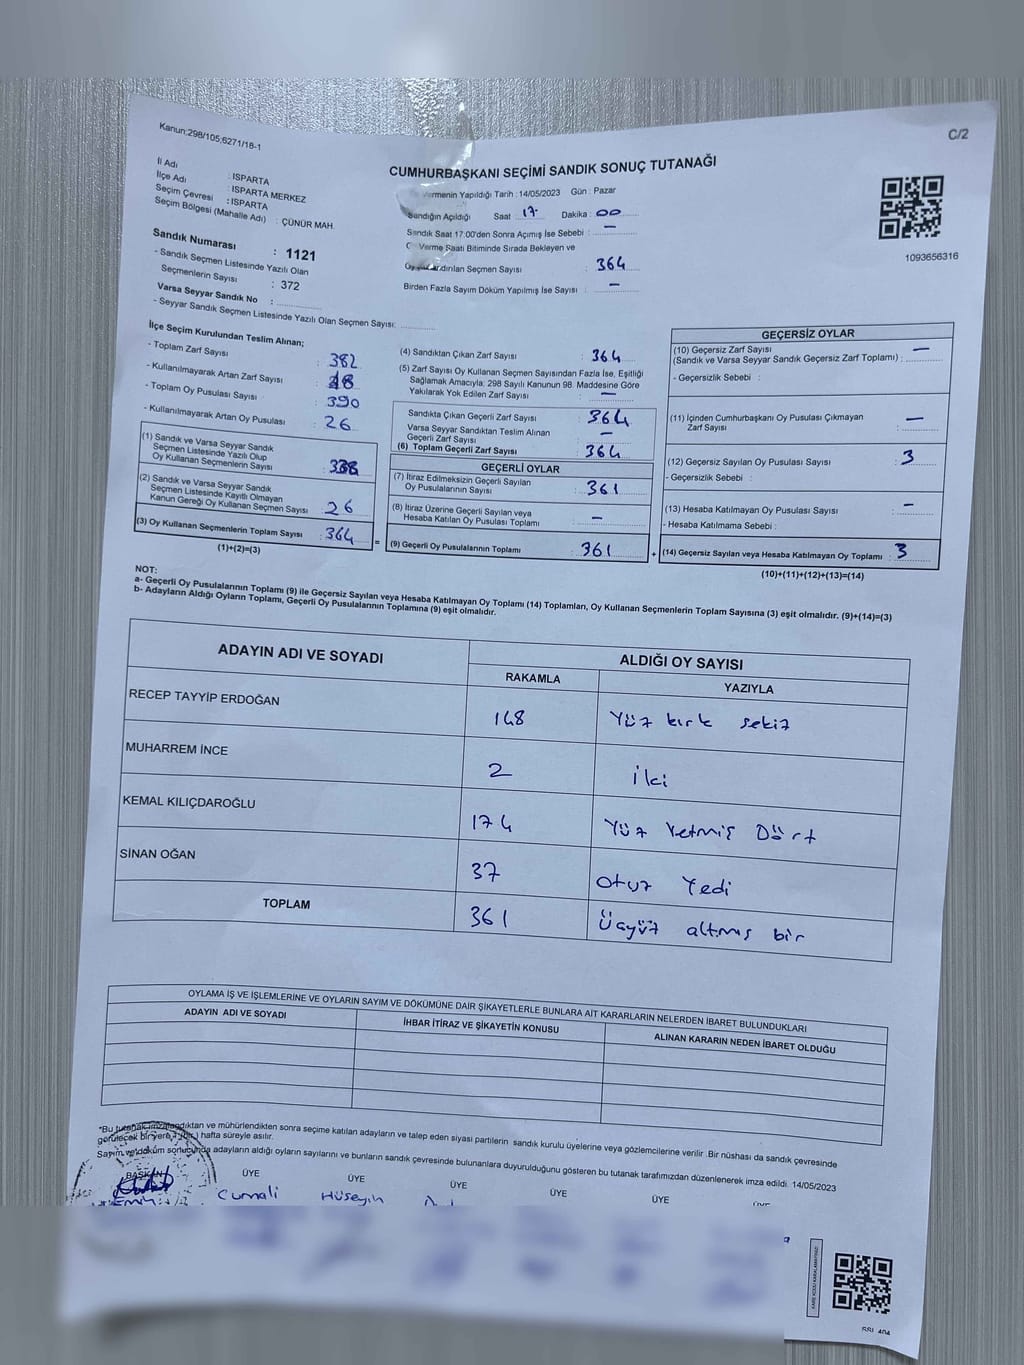 Kanun:298/105,6271/18-1
C/2
İl Adı : ISPARTA
İlçe Adı : ISPARTA MERKEZ
Seçim Çevresi : ISPARTA
Seçim Bölgesi (Mahalle Adı) : ÇÜNÜR MAH.
Sandık Numarası : 1121
- Sandık Seçmen Listesinde Yazılı Olan
Seçmenlerin Sayısı : 372
Varsa Seyyar Sandık No :
- Seyyar Sandık Seçmen Listesinde Yazılı Olan Seçmen Sayısı:
CUMHURBAŞKANI SEÇİMİ SANDIK SONUÇ TUTANAĞI
Vermenin Yapıldığı Tarih : 14/05/2023 Gün : Pazar
Sandığın Açıldığı Saat : 17 Dakika : 00
Sandık Saat 17:00'den Sonra Açılmış İse Sebebi : —
Verme Saati Bitiminde Sırada Bekleyen ve
Seçmen Sayısı : 364
Birden Fazla Sayım Döküm Yapılmış İse Sayısı : —
1093656316
İlçe Seçim Kurulundan Teslim Alınan;
- Toplam Zarf Sayısı : 382
- Kullanılmayarak Artan Zarf Sayısı : 18
- Toplam Oy Pusulası Sayısı : 390
- Kullanılmayarak Artan Oy Pusulası : 26
(1) Sandık ve Varsa Seyyar Sandık
Seçmen Listesinde Yazılı Olup
Oy Kullanan Seçmenlerin Sayısı : 338
(2) Sandık ve Varsa Seyyar Sandık
Seçmen Listesinde Kayıtlı Olmayan
Kanun Gereği Oy Kullanan Seçmen Sayısı : 26
(3) Oy Kullanan Seçmenlerin Toplam Sayısı : 364
(1)+(2)=(3)
(4) Sandıktan Çıkan Zarf Sayısı : 364
(5) Zarf Sayısı Oy Kullanan Seçmen Sayısından Fazla İse, Eşitliği
Sağlamak Amacıyla; 298 Sayılı Kanunun 98. Maddesine Göre
Yakılarak Yok Edilen Zarf Sayısı : —
Sandıkta Çıkan Geçerli Zarf Sayısı : 364
Varsa Seyyar Sandıktan Teslim Alınan
Geçerli Zarf Sayısı : —
(6) Toplam Geçerli Zarf Sayısı : 364
GEÇERLİ OYLAR
(7) İtiraz Edilmeksizin Geçerli Sayılan
Oy Pusulalarının Sayısı : 361
(8) İtiraz Üzerine Geçerli Sayılan veya
Hesaba Katılan Oy Pusulası Toplamı : —
= (9) Geçerli Oy Pusulalarının Toplamı : 361
GEÇERSİZ OYLAR
(10) Geçersiz Zarf Sayısı —
(Sandık ve Varsa Seyyar Sandık Geçersiz Zarf Toplamı) :
- Geçersizlik Sebebi :
(11) İçinden Cumhurbaşkanı Oy Pusulası Çıkmayan
Zarf Sayısı : —
(12) Geçersiz Sayılan Oy Pusulası Sayısı : 3
- Geçersizlik Sebebi :
(13) Hesaba Katılmayan Oy Pusulası Sayısı : —
- Hesaba Katılmama Sebebi :
+ (14) Geçersiz Sayılan veya Hesaba Katılmayan Oy Toplamı : 3
(10)+(11)+(12)+(13)=(14)
NOT:
a- Geçerli Oy Pusulalarının Toplamı (9) ile Geçersiz Sayılan veya Hesaba Katılmayan Oy Toplamı (14) Toplamları, Oy Kullanan Seçmenlerin Toplam Sayısına (3) eşit olmalıdır. (9)+(14)=(3)
b- Adayların Aldığı Oyların Toplamı, Geçerli Oy Pusulalarının Toplamına (9) eşit olmalıdır.
ADAYIN ADI VE SOYADI ALDIĞI OY SAYISI
RAKAMLA YAZIYLA
RECEP TAYYİP ERDOĞAN 148 Yüz kırk sekiz
MUHARREM İNCE 2 iki
KEMAL KILIÇDAROĞLU 174 Yüz Yetmiş Dört
SİNAN OĞAN 37 otuz Yedi
TOPLAM 361 Üçyüz altmış bir
OYLAMA İŞ VE İŞLEMLERİNE VE OYLARIN SAYIM VE DÖKÜMÜNE DAİR ŞİKAYETLERLE BUNLARA AİT KARARLARIN NELERDEN İBARET BULUNDUKLARI
ADAYIN ADI VE SOYADI İHBAR İTİRAZ VE ŞİKAYETİN KONUSU ALINAN KARARIN NEDEN İBARET OLDUĞU
*Bu tutanak imzalandıktan ve mühürlendikten sonra seçime katılan adayların ve talep eden siyasi partilerin sandık kurulu üyelerine veya gözlemcilerine verilir. Bir nüshası da sandık çevresinde
görülecek bir yere 1 (bir) hafta süreyle asılır.
Sayım ve döküm sonucunda adayların aldığı oyların sayılarını ve bunların sandık çevresinde bulunanlara duyurulduğunu gösteren bu tutanak tarafımızdan düzenlenerek imza edildi. 14/05/2023
BAŞKAN ÜYE ÜYE ÜYE ÜYE ÜYE
Cumali Hüseyin